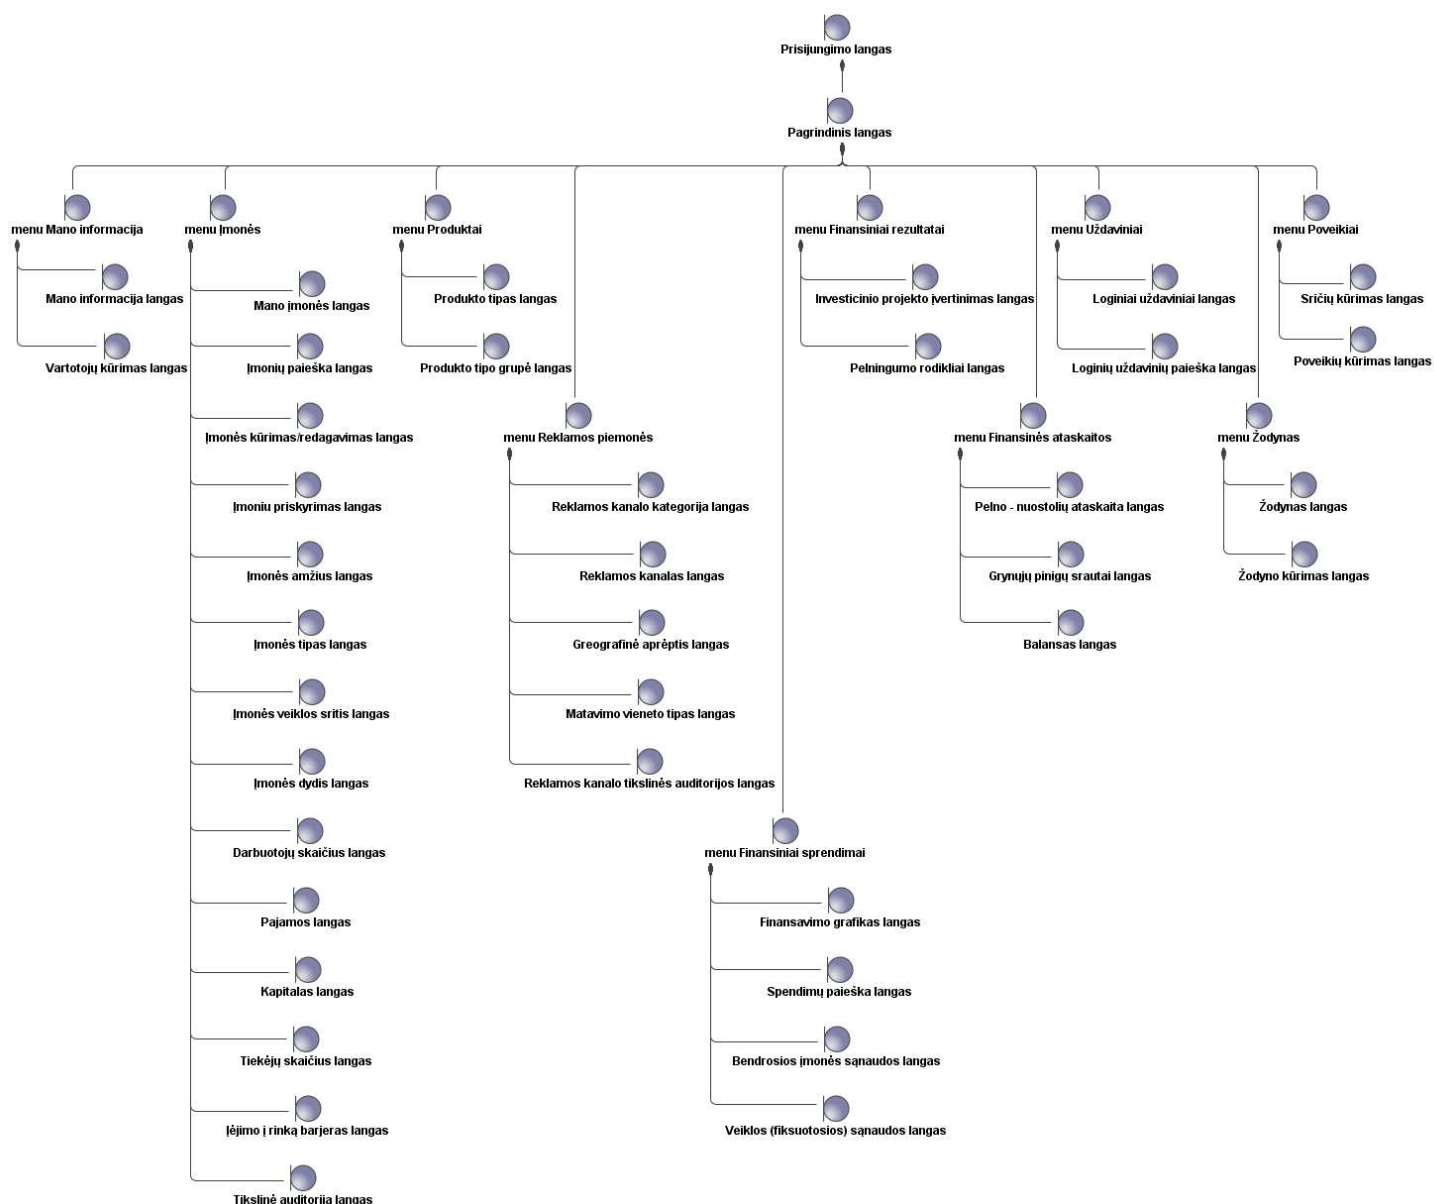 Prisijungimo langas
Pagrindinis langas
menu Mano informacija
Mano informacija langas
Vartotojų kūrimas langas
menu Įmonės
Mano įmonės langas
Įmonių paieška langas
Įmonės kūrimas/redagavimas langas
Įmoniu priskyrimas langas
Įmonės amžius langas
Įmonės tipas langas
Įmonės veiklos sritis langas
Įmonės dydis langas
Darbuotojų skaičius langas
Pajamos langas
Kapitalas langas
Tiekėjų skaičius langas
Įėjimo į rinką barjeras langas
Tikslinė auditorija langas
menu Produktai
Produkto tipas langas
Produkto tipo grupė langas
menu Reklamos piemonės
Reklamos kanalo kategorija langas
Reklamos kanalas langas
Greografinė aprėptis langas
Matavimo vieneto tipas langas
Reklamos kanalo tikslinės auditorijos langas
menu Finansiniai sprendimai
Finansavimo grafikas langas
Spendimų paieška langas
Bendrosios įmonės sąnaudos langas
Veiklos (fiksuotosios) sąnaudos langas
menu Finansiniai rezultatai
Investicinio projekto įvertinimas langas
Pelningumo rodikliai langas
menu Finansinės ataskaitos
Pelno - nuostolių ataskaita langas
Grynųjų pinigų srautai langas
Balansas langas
menu Uždaviniai
Loginiai uždaviniai langas
Loginių uždavinių paieška langas
menu Žodynas
Žodynas langas
Žodyno kūrimas langas
menu Poveikiai
Sričių kūrimas langas
Poveikių kūrimas langas